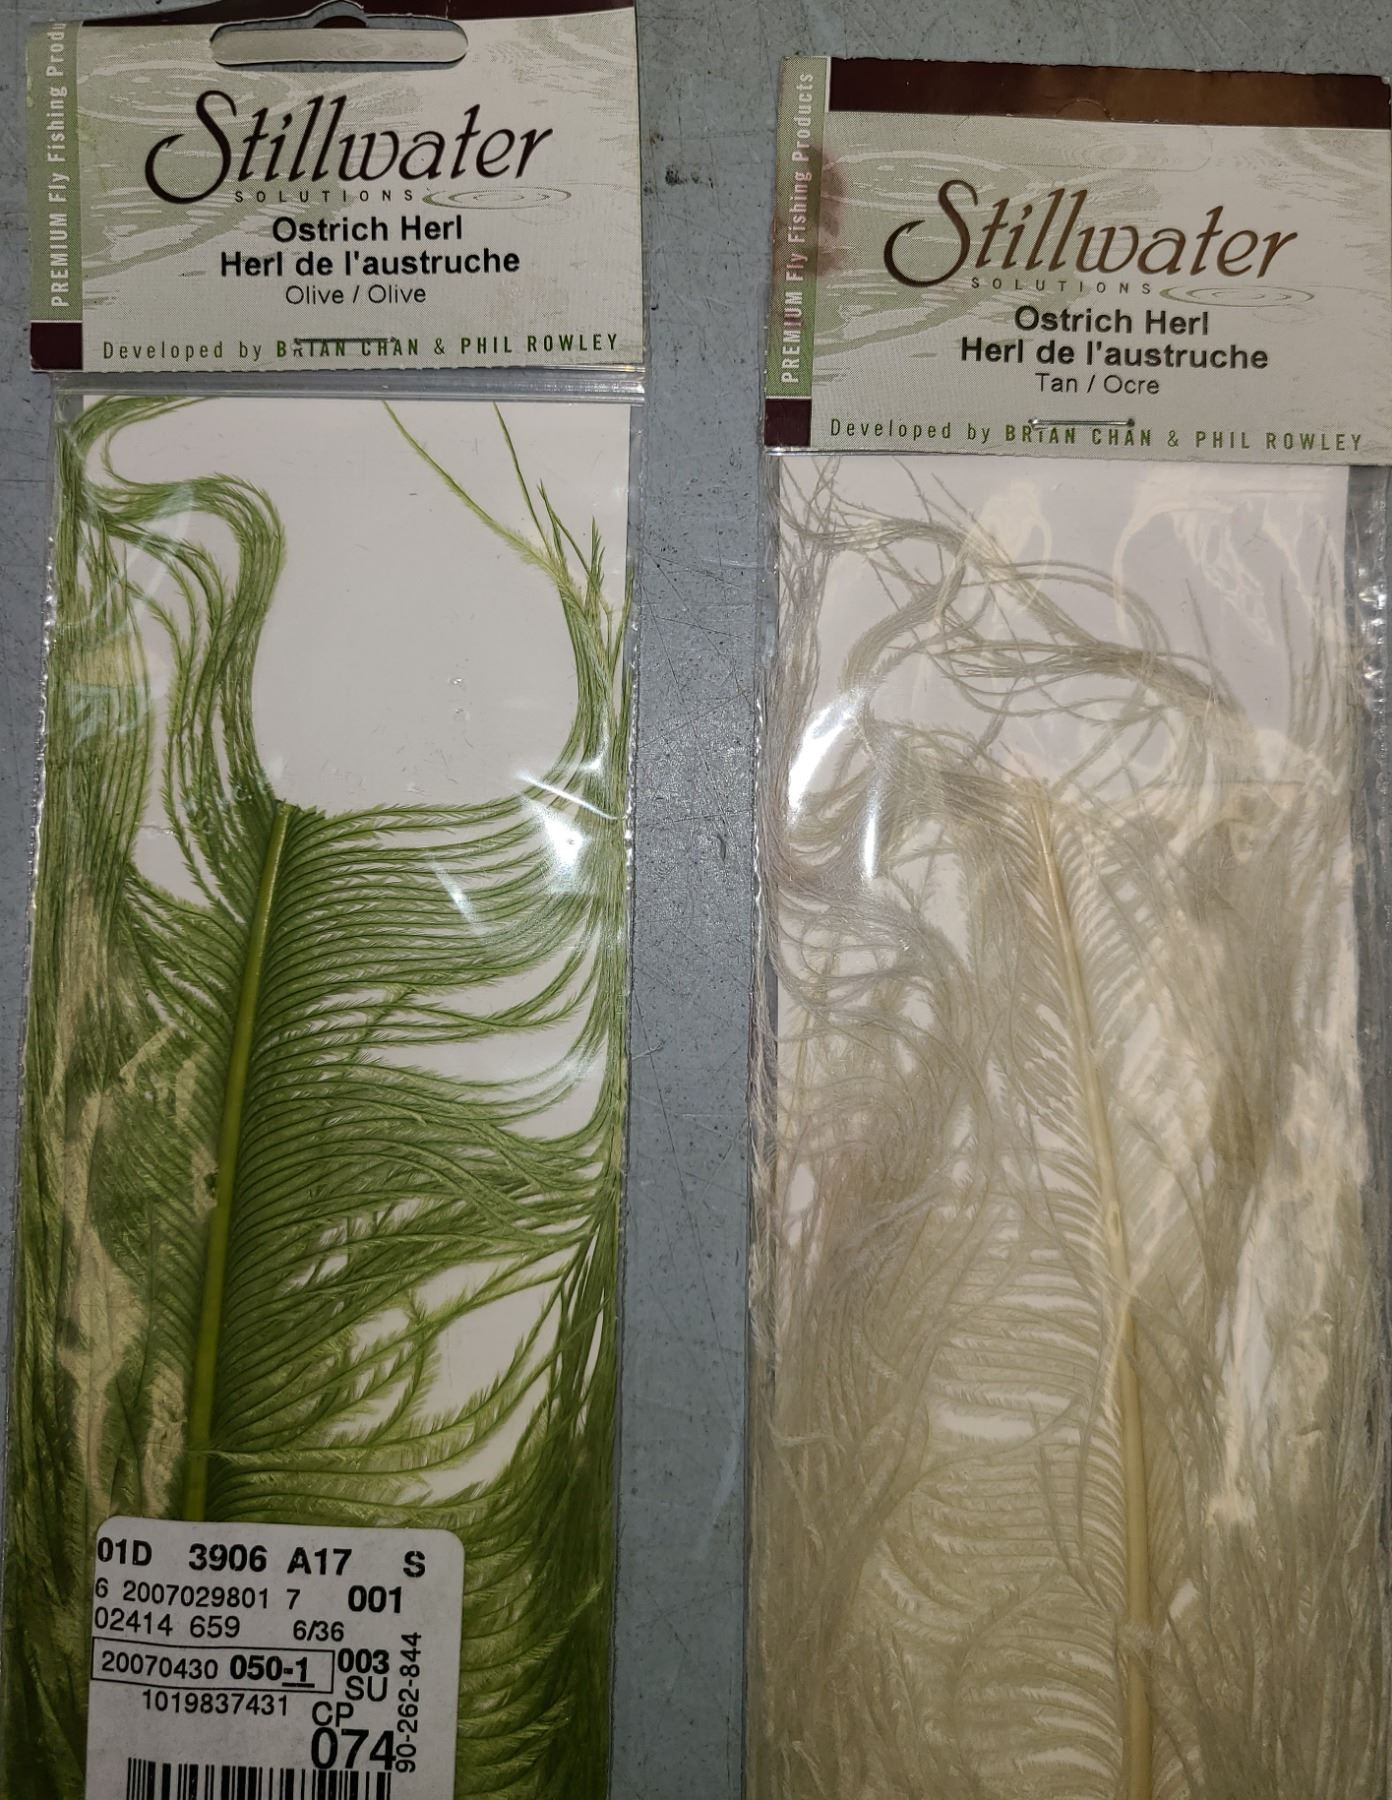 PREMIUM Fly Fishing
Stillwater
SOLUTIONS
Ostrich Herl
Herl de l'austruche
Olive / Olive
Developed by BRIAN CHAN & PHIL ROWLEY
01D 3906 A17 S
6 2007029801 7 001
02414 659 6/36
20070430 050-1 003
SU
1019837431 CP
074
90-262-844
PREMIUM Fly Fishing Products
Stillwater
SOLUTIONS
Ostrich Herl
Herl de l'austruche
Tan / Ocre
Developed by BRIAN CHAN & PHIL ROWLEY